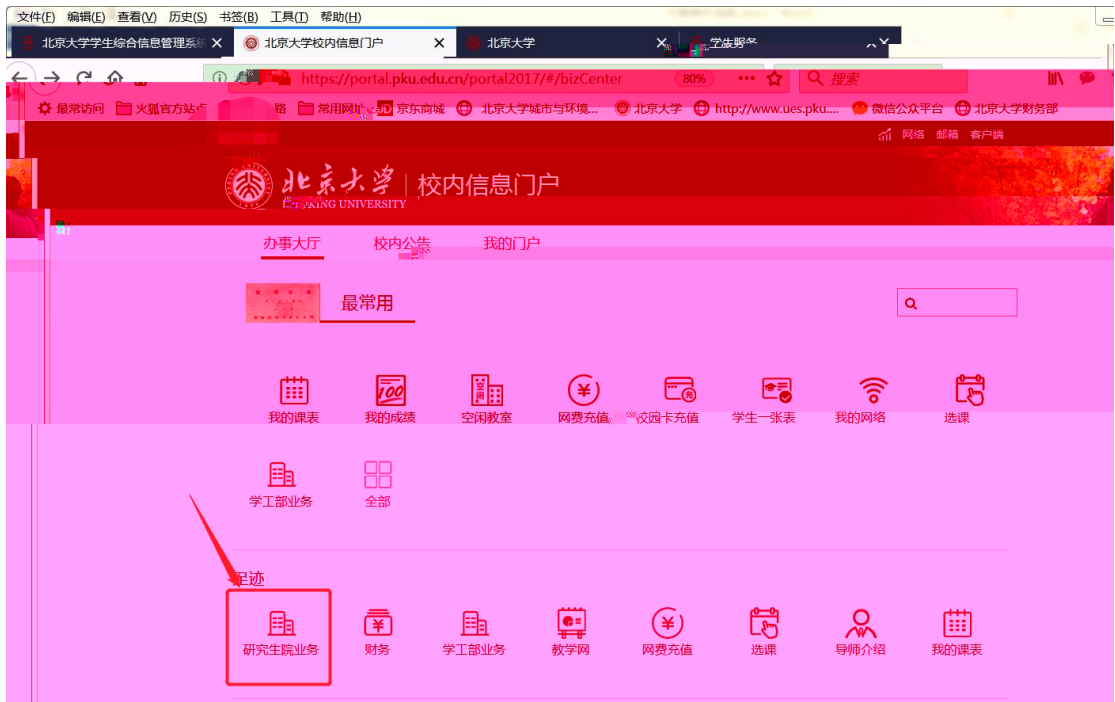 文件(F) 编辑(E) 查看(V) 历史(S) 书签(B) 工具(T) 帮助(H)
北京大学学生综合信息管理系统 北京大学校内信息门户 北京大学
https://portal.pku.edu.cn/portal2017/#/bizCenter 80% 搜索
最常访问 火狐官方站点 常用网址 JD 京东商城 北京大学城市与环境... 北京大学 http://www.ues.pku.... 微信公众平台 北京大学财务部
网络 邮箱 客户端
北京大学 校内信息门户
PEKING UNIVERSITY
办事大厅 校内公告 我的门户
最常用
我的课表 我的成绩 空闲教室 网费充值 校园卡充值 学生一张表 我的网络 选课
学工部业务 全部
足迹
研究生院业务 财务 学工部业务 教学网 网费充值 选课 导师介绍 我的课表